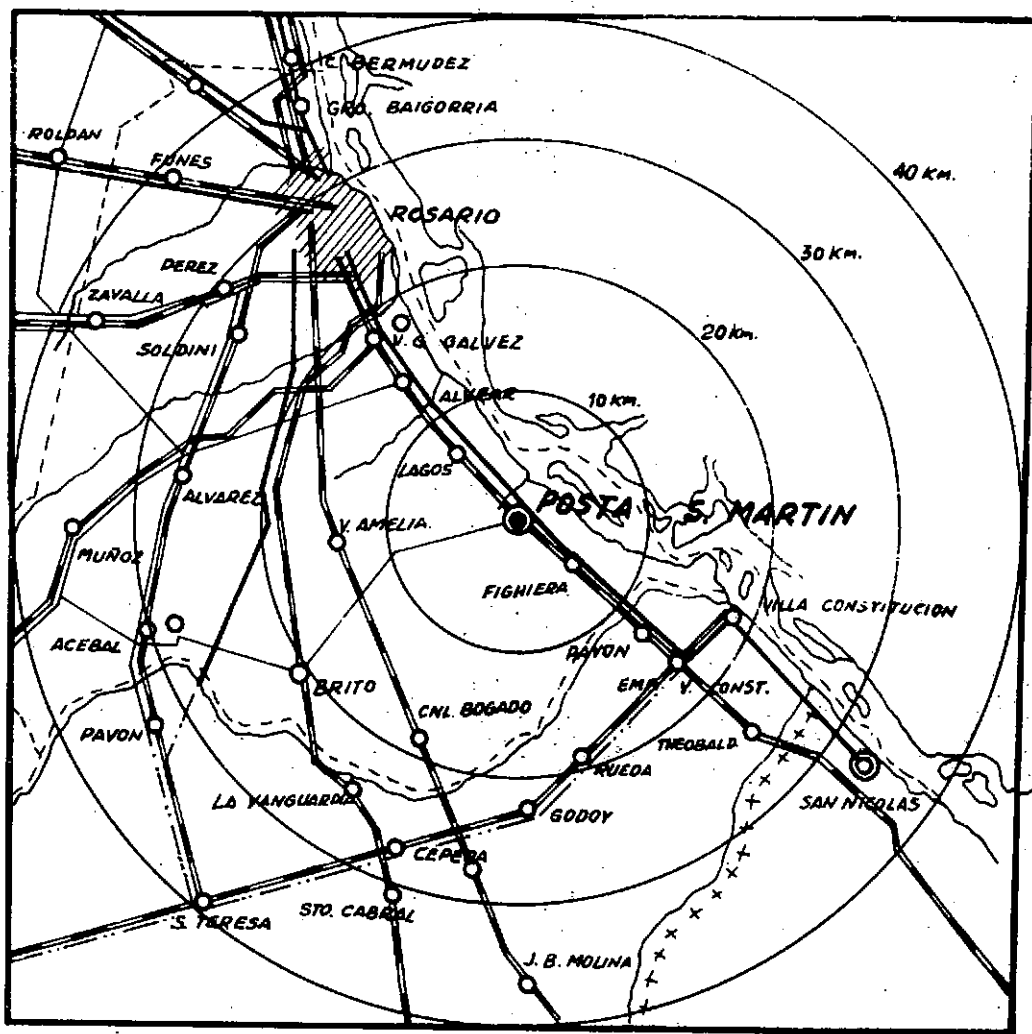 C. BERMUDEZ
GRO. BAIGORRIA
ROLDAN
FUNES
40 KM.
ROSARIO
30 KM.
PEREZ
ZAVALLA
20 KM.
SOLDINI
V. G. GALVEZ
ALVEAR
10 KM.
LAGOS
ALVAREZ
POSTA S. MARTIN
V. AMELIA.
MUÑOZ
FIGHIERA
VILLA CONSTITUCION
ACEBAL
PAVON
BRITO
EMP. V. CONST.
CNL. BOGADO
PAVON
THEOBALD
RUEDA
LA VANGUARDIA
SAN NICOLAS
GODOY
CEPEDA
S. TERESA
STO. CABRAL
J. B. MOLINA